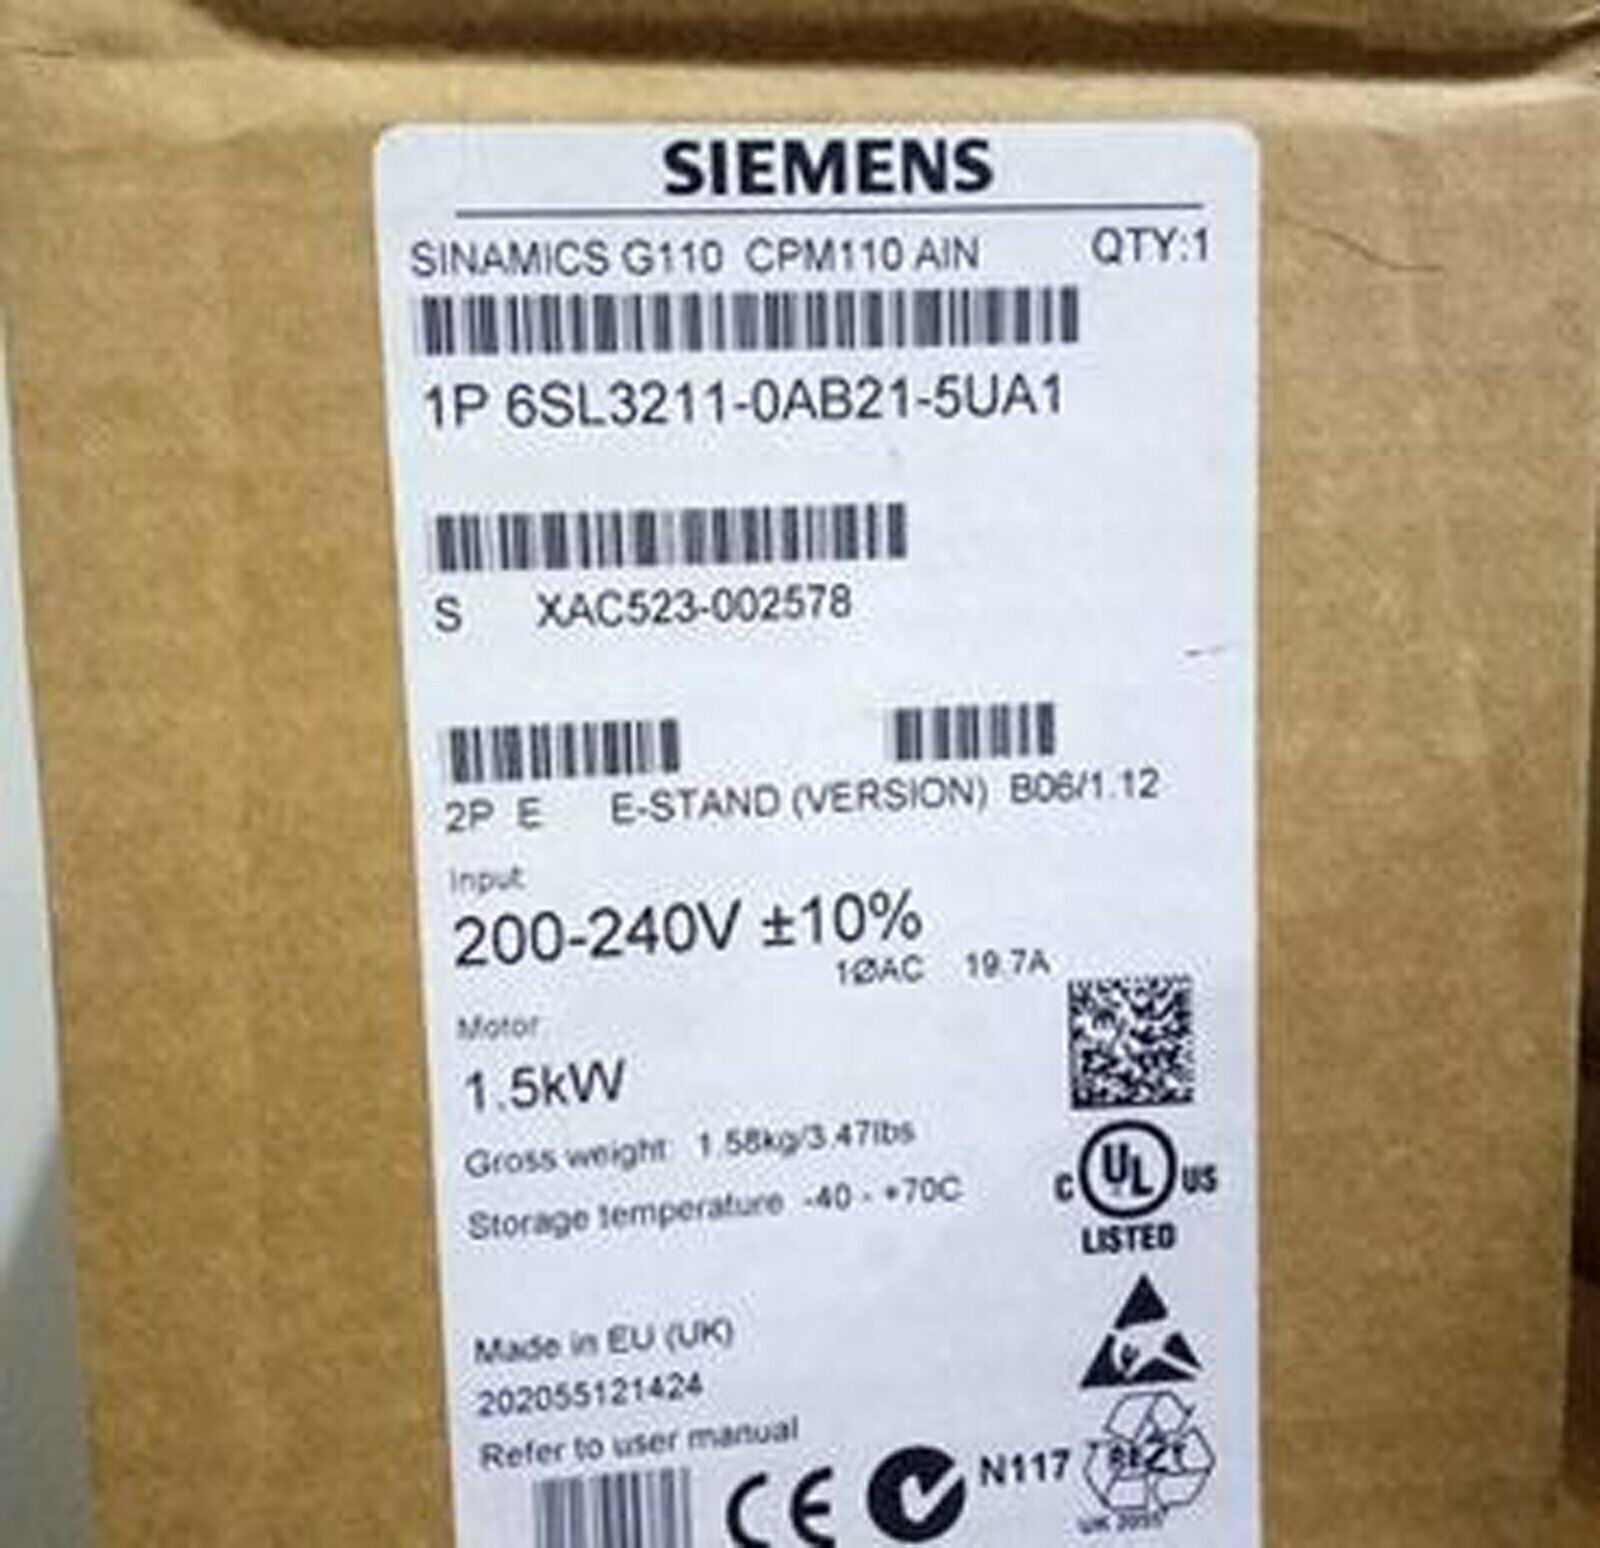 SIEMENS
SINAMICS G110 CPM110 AIN QTY:1
1P 6SL3211-0AB21-5UA1
S XAC523-002578
2P E E-STAND (VERSION) B06/1.12
Input
200-240V ±10%
1ØAC 19.7A
Motor
1.5kW
Gross weight: 1.58kg/3.47lbs
Storage temperature -40 - +70C
C UL US
LISTED
Made in EU (UK)
202055121424
Refer to user manual
CE N117
RESY